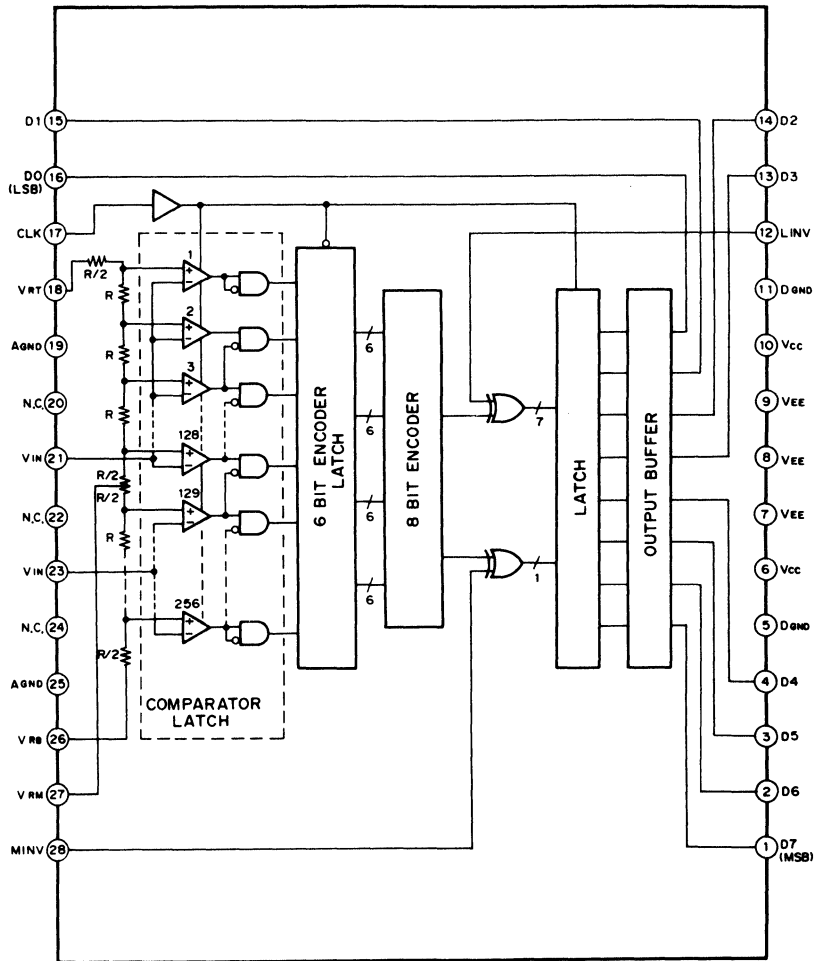 D1 15
DO 16
(LSB)
CLK 17
VRT 18
AGND 19
N.C. 20
VIN 21
N.C. 22
VIN 23
N.C. 24
AGND 25
VRB 26
VRM 27
MINV 28
R/2
R
R
R
R/2
R/2
R
R/2
1
+
−
2
+
−
3
+
−
128
+
−
129
+
−
256
+
−
COMPARATOR
LATCH
6 BIT ENCODER
LATCH
6
6
6
6
8 BIT ENCODER
7
1
LATCH
OUTPUT BUFFER
14 D2
13 D3
12 LINV
11 DGND
10 VCC
9 VEE
8 VEE
7 VEE
6 VCC
5 DGND
4 D4
3 D5
2 D6
1 D7
(MSB)